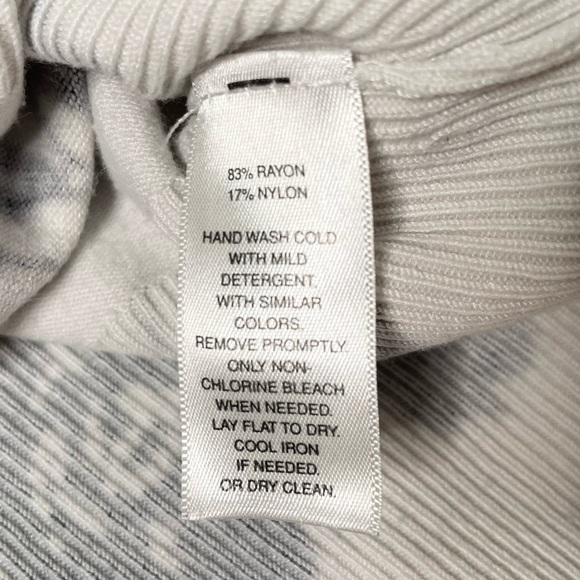 83% RAYON
17% NYLON
HAND WASH COLD
WITH MILD
DETERGENT.
WITH SIMILAR
COLORS.
REMOVE PROMPTLY.
ONLY NON-
CHLORINE BLEACH
WHEN NEEDED.
LAY FLAT TO DRY.
COOL IRON
IF NEEDED.
OR DRY CLEAN.